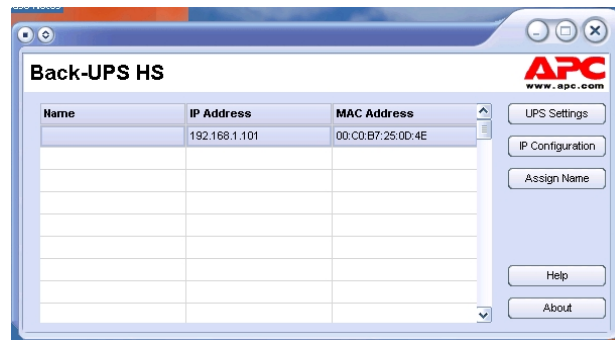 Back-UPS HS
APC
www.apc.com
Name IP Address MAC Address
192.168.1.101 00:C0:B7:25:0D:4E
UPS Settings
IP Configuration
Assign Name
Help
About